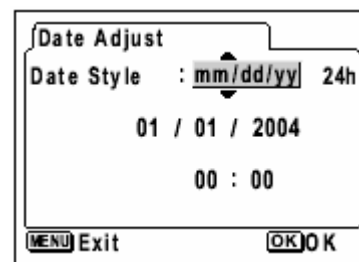 Date Adjust
Date Style : mm/dd/yy 24h
01 / 01 / 2004
00 : 00
MENU Exit OK OK